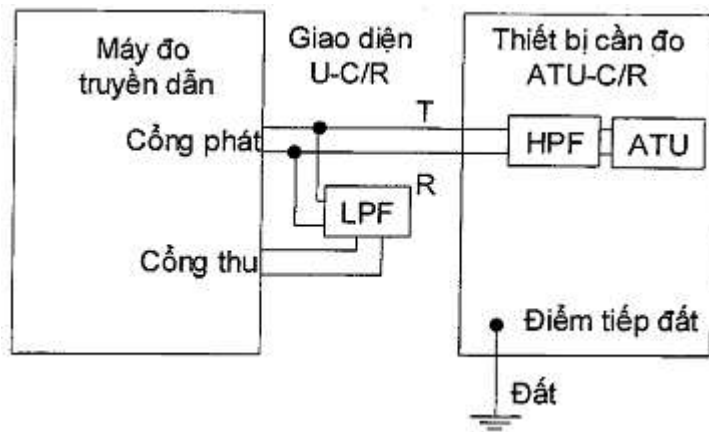 Máy đo
truyền dẫn
Cổng phát
Cổng thu
Giao diện
U-C/R
T
R
LPF
Thiết bị cần đo
ATU-C/R
HPF
ATU
Điểm tiếp đất
Đất